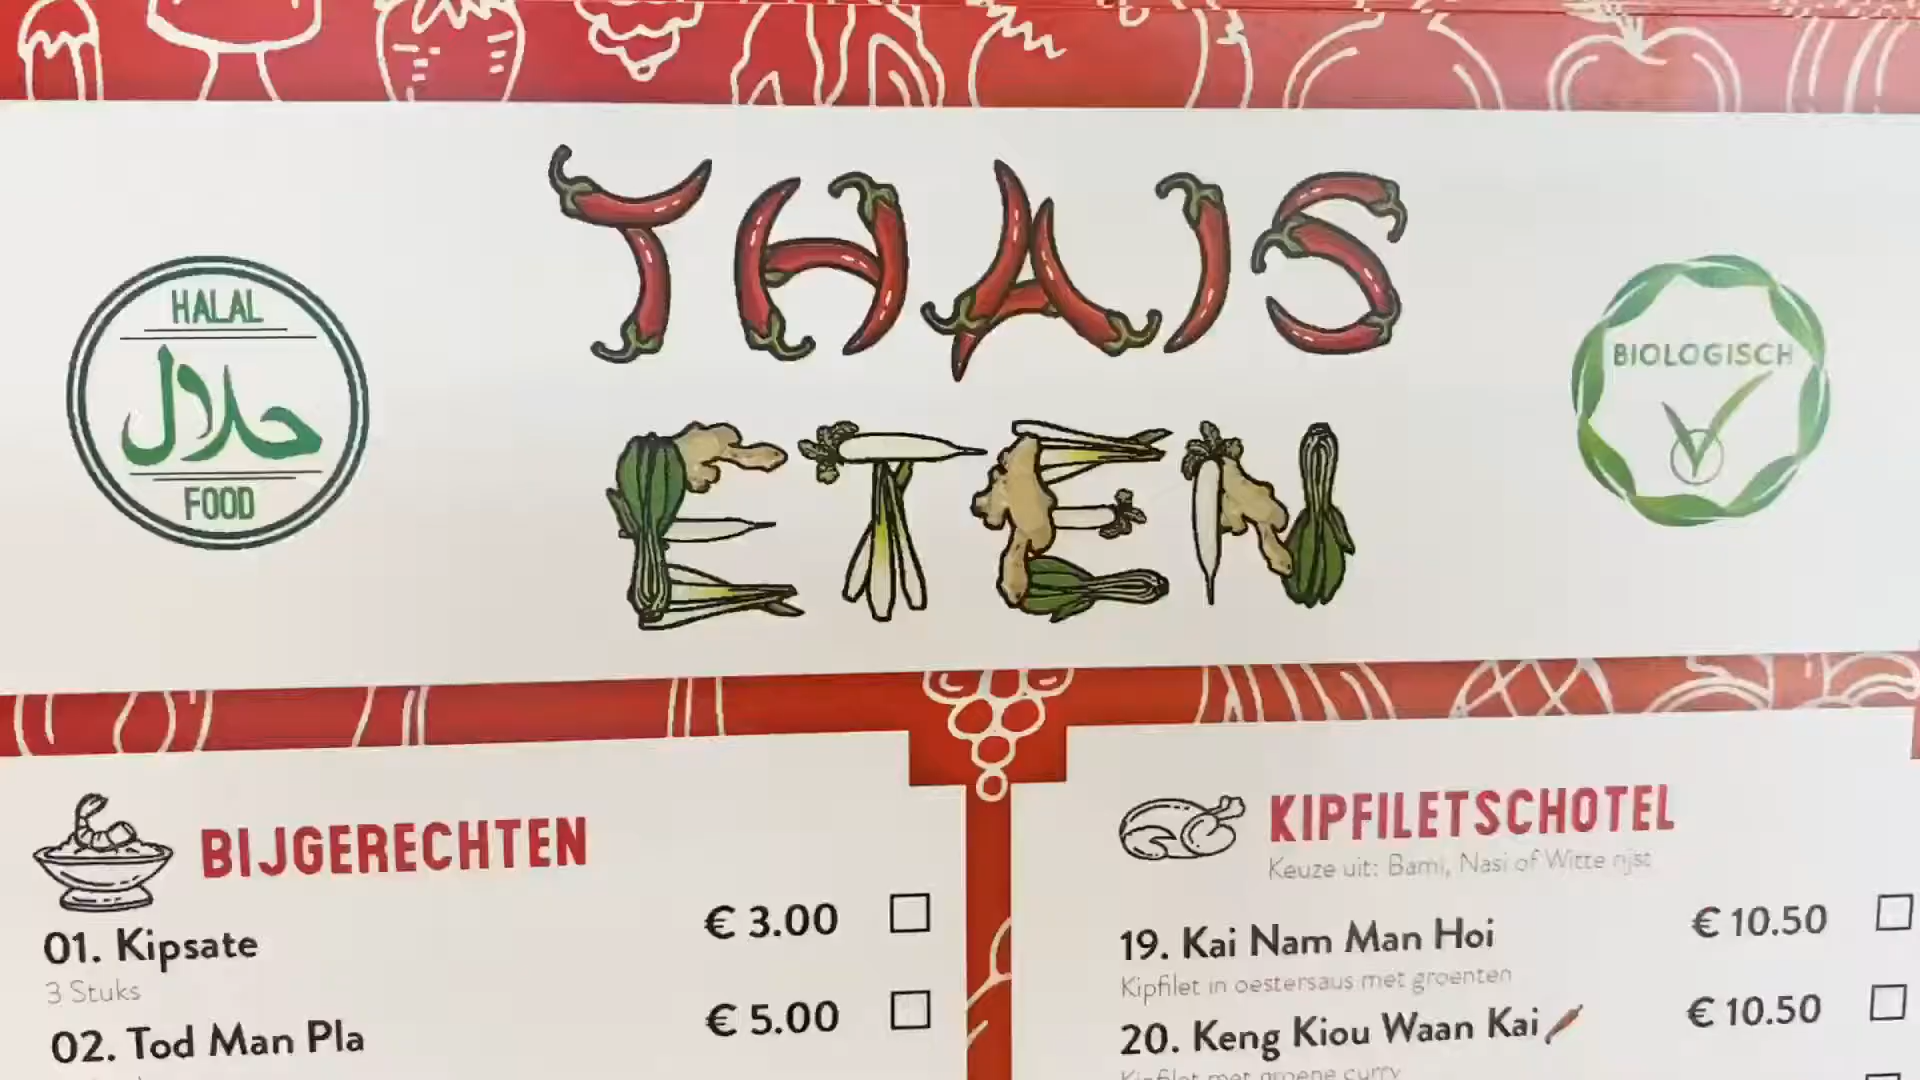 THAIS
ETEN
HALAL
حلال
FOOD
BIOLOGISCH
BIJGERECHTEN
01. Kipsate € 3.00
3 Stuks
02. Tod Man Pla € 5.00
KIPFILETSCHOTEL
Keuze uit: Bami, Nasi of Witte rijst
19. Kai Nam Man Hoi € 10.50
Kipfilet in oestersaus met groenten
20. Keng Kiou Waan Kai € 10.50
Kipfilet met groene curry